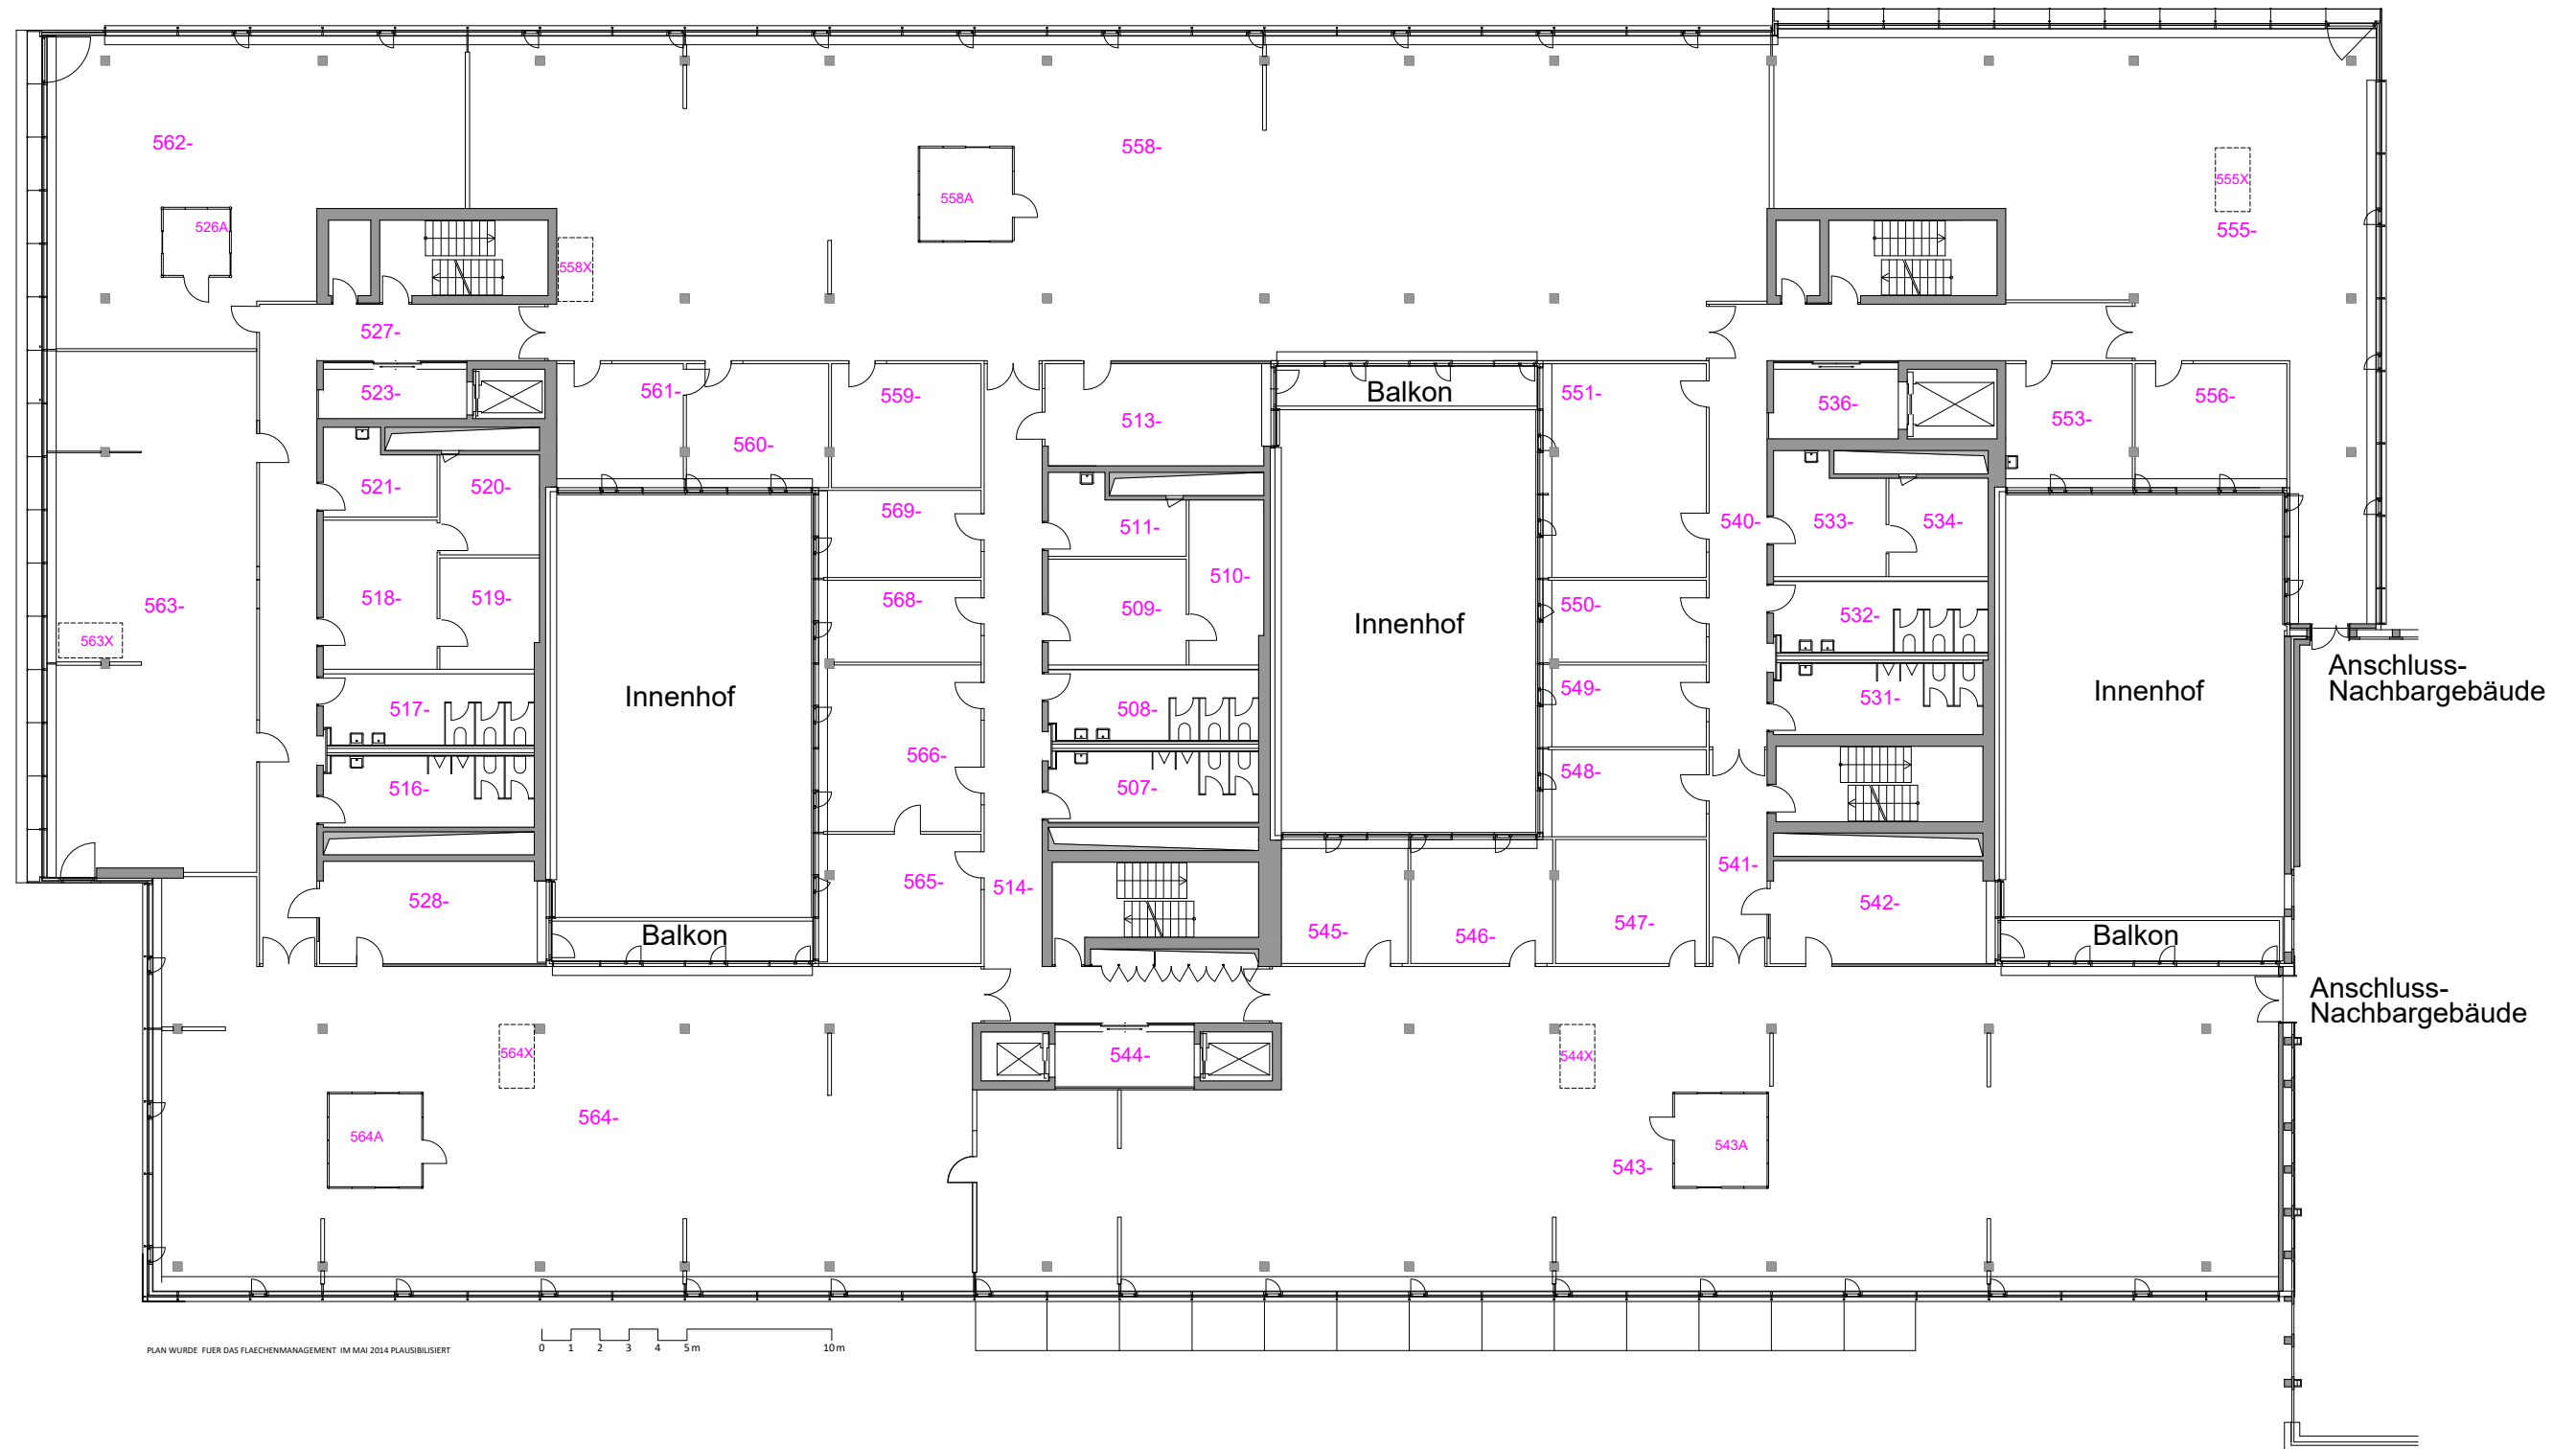 562-
558-
558A
555X
555-
526A
558X
527-
523-
561-
559-
560-
513-
Balkon
551-
536-
553-
556-
521-
520-
569-
511-
540-
533-
534-
518-
519-
568-
510-
509-
550-
532-
563-
563X
Innenhof
Innenhof
Innenhof
Anschluss-
Nachbargebäude
549-
531-
517-
508-
566-
548-
516-
507-
565-
514-
541-
528-
542-
545-
546-
547-
Balkon
Balkon
Anschluss-
Nachbargebäude
564X
544-
544X
564-
564A
543-
543A
PLAN WURDE FUER DAS FLAECHENMANAGEMENT IM MAI 2014 PLAUSIBILISIERT
0 1 2 3 4 5 m 10 m